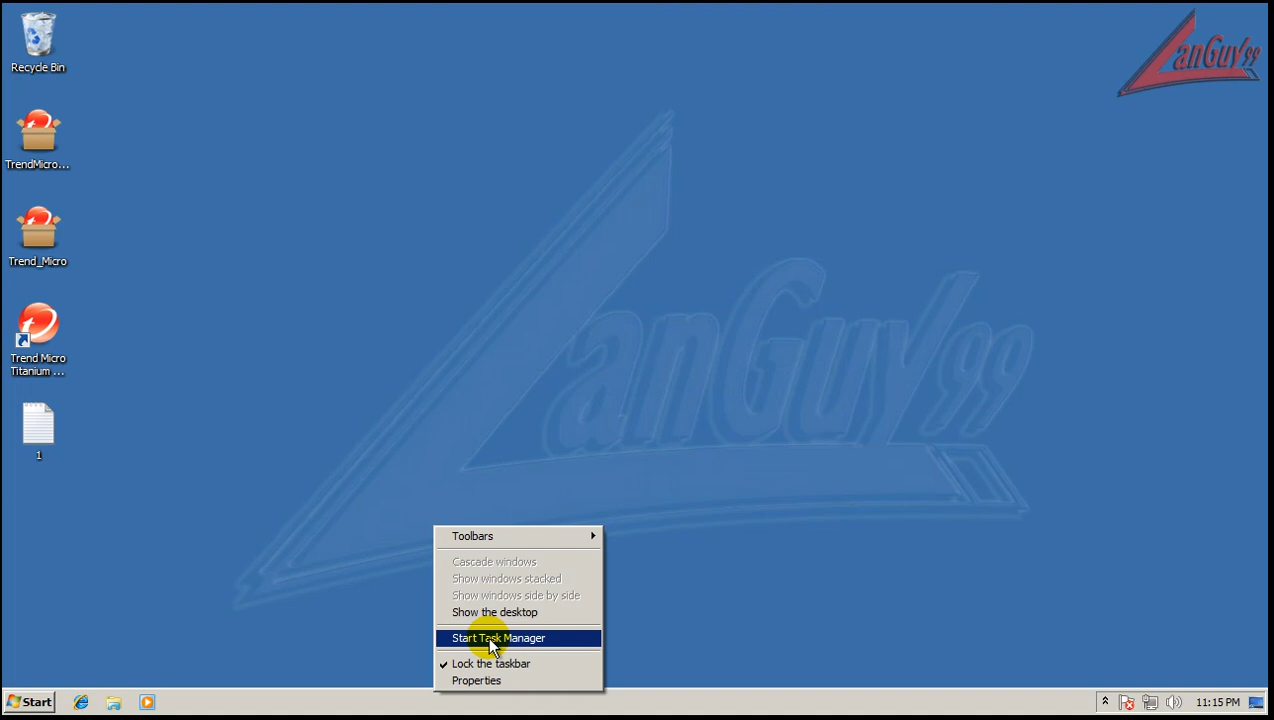 LanGuy99
Recycle Bin
TrendMicro...
Trend_Micro
Trend Micro
Titanium ...
1
LanGuy99
Toolbars
Cascade windows
Show windows stacked
Show windows side by side
Show the desktop
Start Task Manager
Lock the taskbar
Properties
Start
11:15 PM